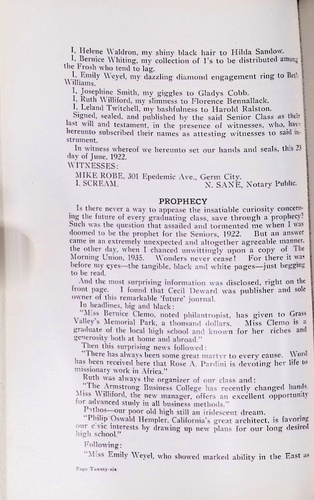 I, Helene Waldron, my shiny black hair to Hilda Sandow.
I, Bernice Whiting, my collection of 1's to be distributed among
the Frosh who tend to lag.
I, Emily Weyel, my dazzling diamond engagement ring to Beth
Williams.
I, Josephine Smith, my giggles to Gladys Cobb.
I, Ruth Williford, my slimness to Florence Bennallack.
I, Leland Twitchell, my bashfulness to Harold Ralston.
Signed, sealed, and published by the said Senior Class as their
last will and testament, in the presence of witnesses, who, have
hereunto subscribed their names as attesting witnesses to said in-
strument.
In witness whereof we hereunto set our hands and seals, this 23
day of June, 1922.
WITNESSES:
MIKE ROBE, 301 Epedemic Ave., Germ City.
I. SCREAM. N. SANE, Notary Public.
PROPHECY
Is there never a way to appease the insatiable curiosity concern-
ing the future of every graduating class, save through a prophecy?
Such was the question that assailed and tormented me when I was
doomed to be the prophet for the Seniors, 1922. But an answer
came in an extremely unexpected and altogether agreeable manner,
the other day, when I chanced unwittingly upon a copy of The
Morning Union, 1935. Wonders never cease! For there it was
before my eyes—the tangible, black and white pages—just begging
to be read.
And the most surprising information was disclosed, right on the
front page. I found that Cecil Deward was publisher and sole
owner of this remarkable 'future' journal.
In headlines, big and black:
"Miss Bernice Clemo, noted philantropist, has given to Grass
Valley's Memorial Park, a thousand dollars. Miss Clemo is a
graduate of the local high school and known for her riches and
generosity both at home and abroad."
Then this surprising news followed:
"There has always been some great martyr to every cause. Word
has been received here that Rose A. Pardini is devoting her life to
missionary work in Africa."
Ruth was always the organizer of our class and:
"The Armstrong Business College has recently changed hands.
Miss Williford, the new manager, offers an excellent opportunity
for advanced study in all business methods."
Pythos—our poor old high still an iridescent dream.
"Philip Oswald Hempler, California's great architect, is favoring
our civic interests by drawing up new plans for our long desired
high school."
Following:
"Miss Emily Weyel, who showed marked ability in the East as
Page Twenty-six